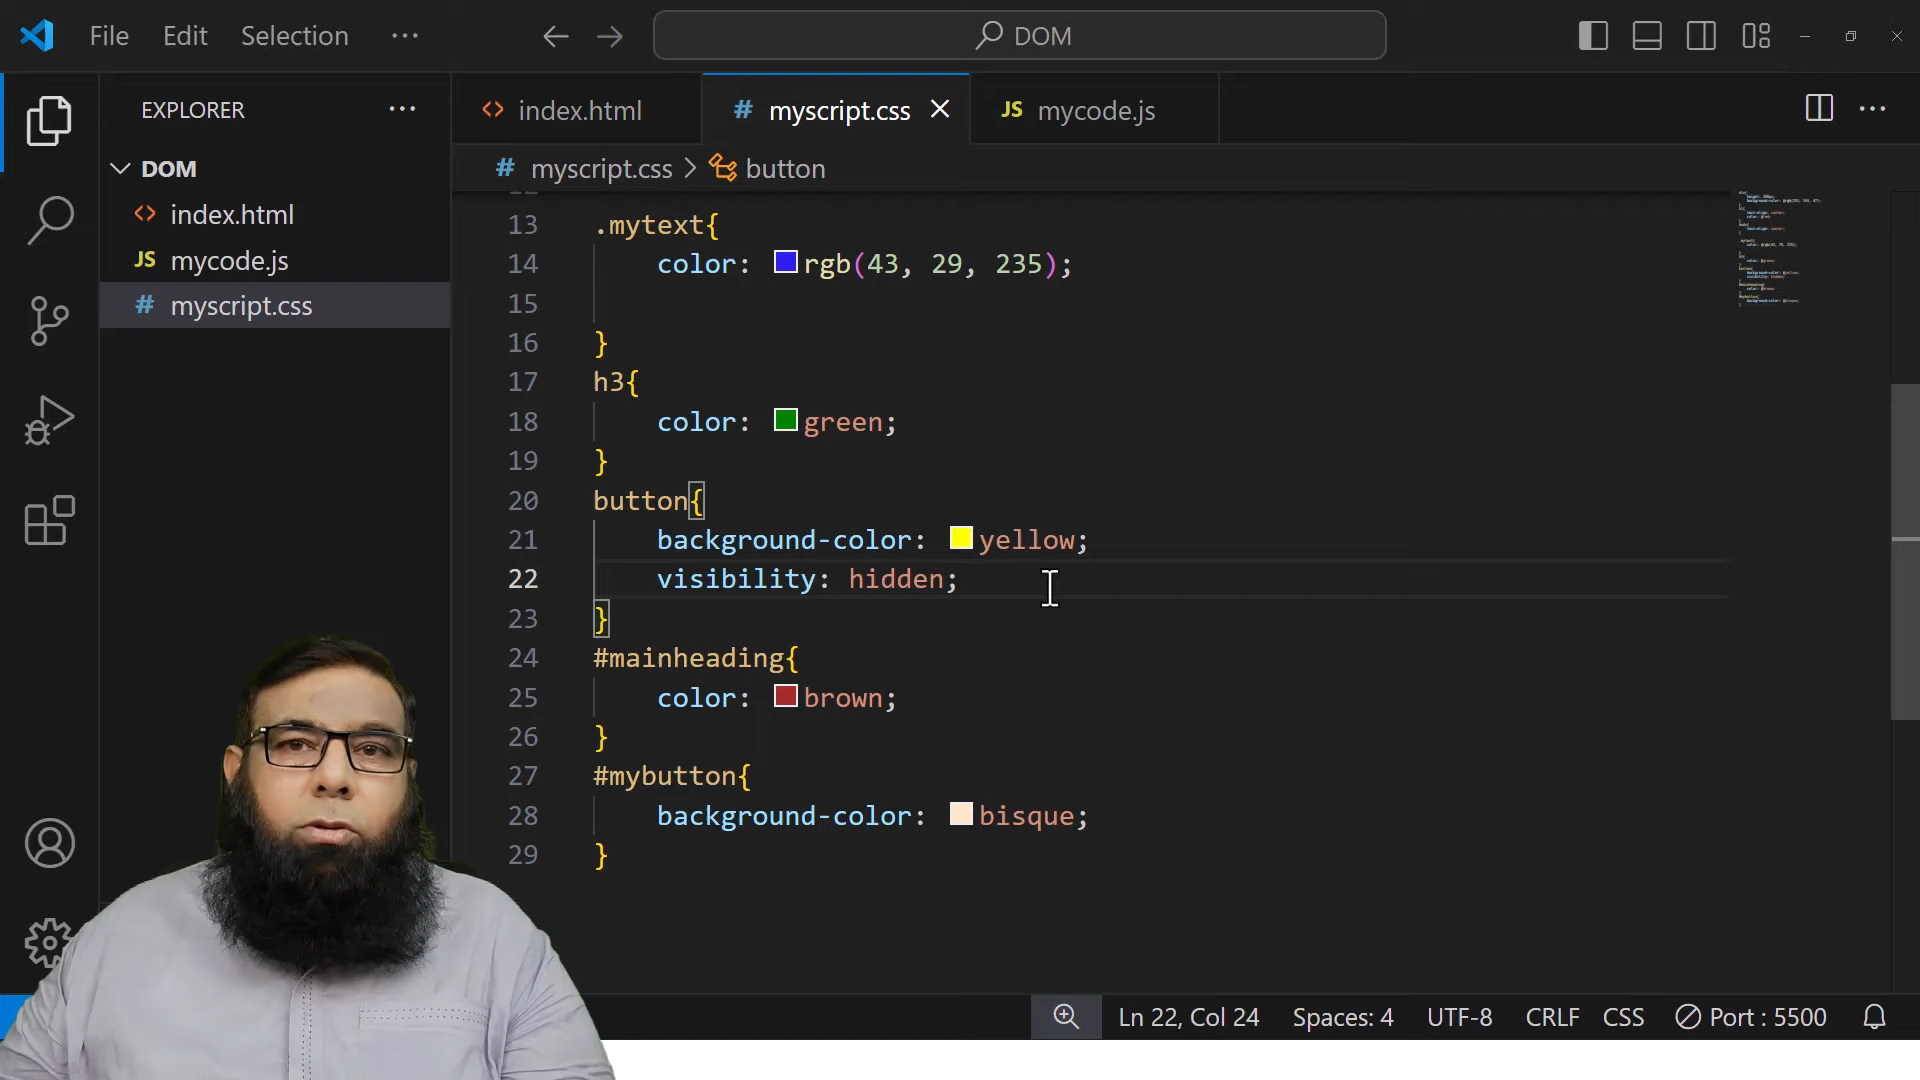 File Edit Selection ··· DOM
EXPLORER ···
DOM
index.html
JS mycode.js
# myscript.css
index.html
# myscript.css
JS mycode.js
# myscript.css > button
13 .mytext{
14 color: rgb(43, 29, 235);
15
16 }
17 h3{
18 color: green;
19 }
20 button{
21 background-color: yellow;
22 visibility: hidden;
23 }
24 #mainheading{
25 color: brown;
26 }
27 #mybutton{
28 background-color: bisque;
29 }
Ln 22, Col 24 Spaces: 4 UTF-8 CRLF CSS Port : 5500